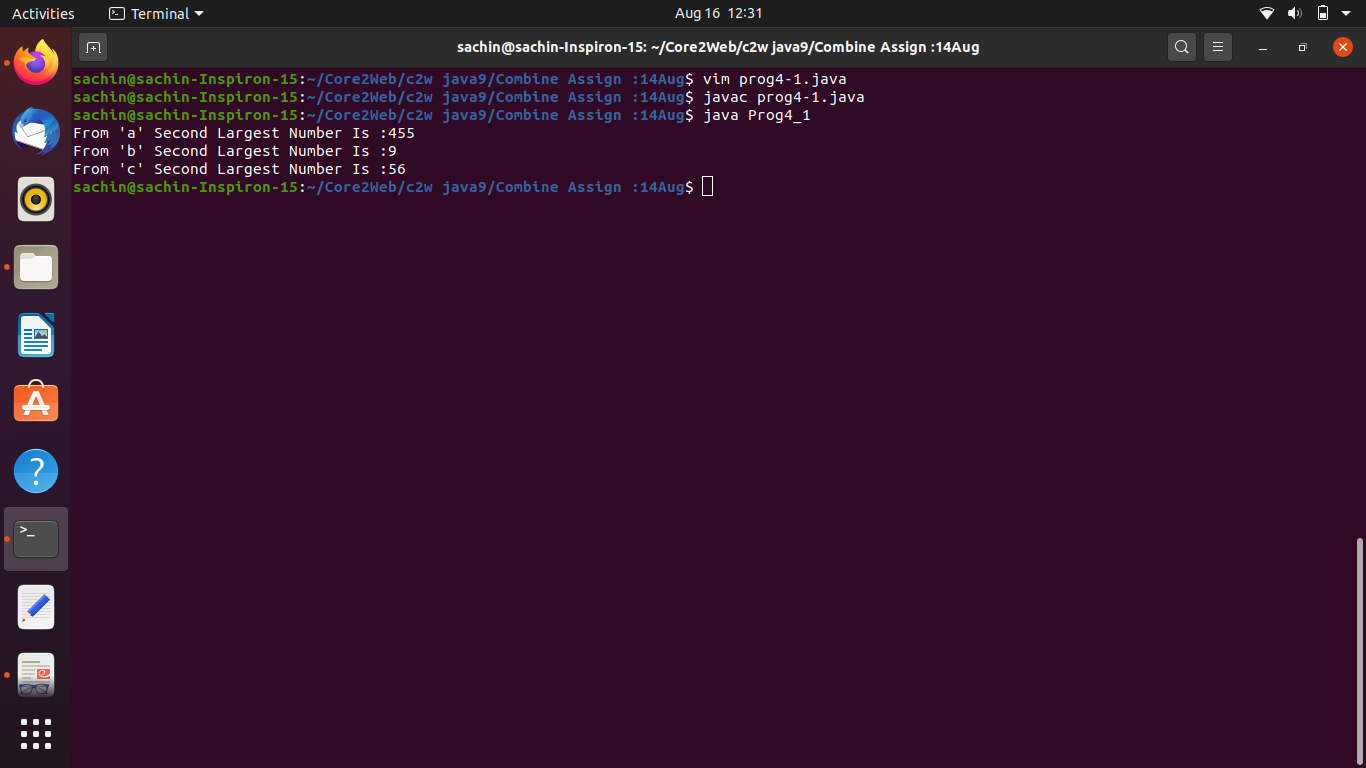 Activities Terminal Aug 16 12:31
sachin@sachin-Inspiron-15: ~/Core2Web/c2w java9/Combine Assign :14Aug
sachin@sachin-Inspiron-15:~/Core2Web/c2w java9/Combine Assign :14Aug$ vim prog4-1.java
sachin@sachin-Inspiron-15:~/Core2Web/c2w java9/Combine Assign :14Aug$ javac prog4-1.java
sachin@sachin-Inspiron-15:~/Core2Web/c2w java9/Combine Assign :14Aug$ java Prog4_1
From 'a' Second Largest Number Is :455
From 'b' Second Largest Number Is :9
From 'c' Second Largest Number Is :56
sachin@sachin-Inspiron-15:~/Core2Web/c2w java9/Combine Assign :14Aug$